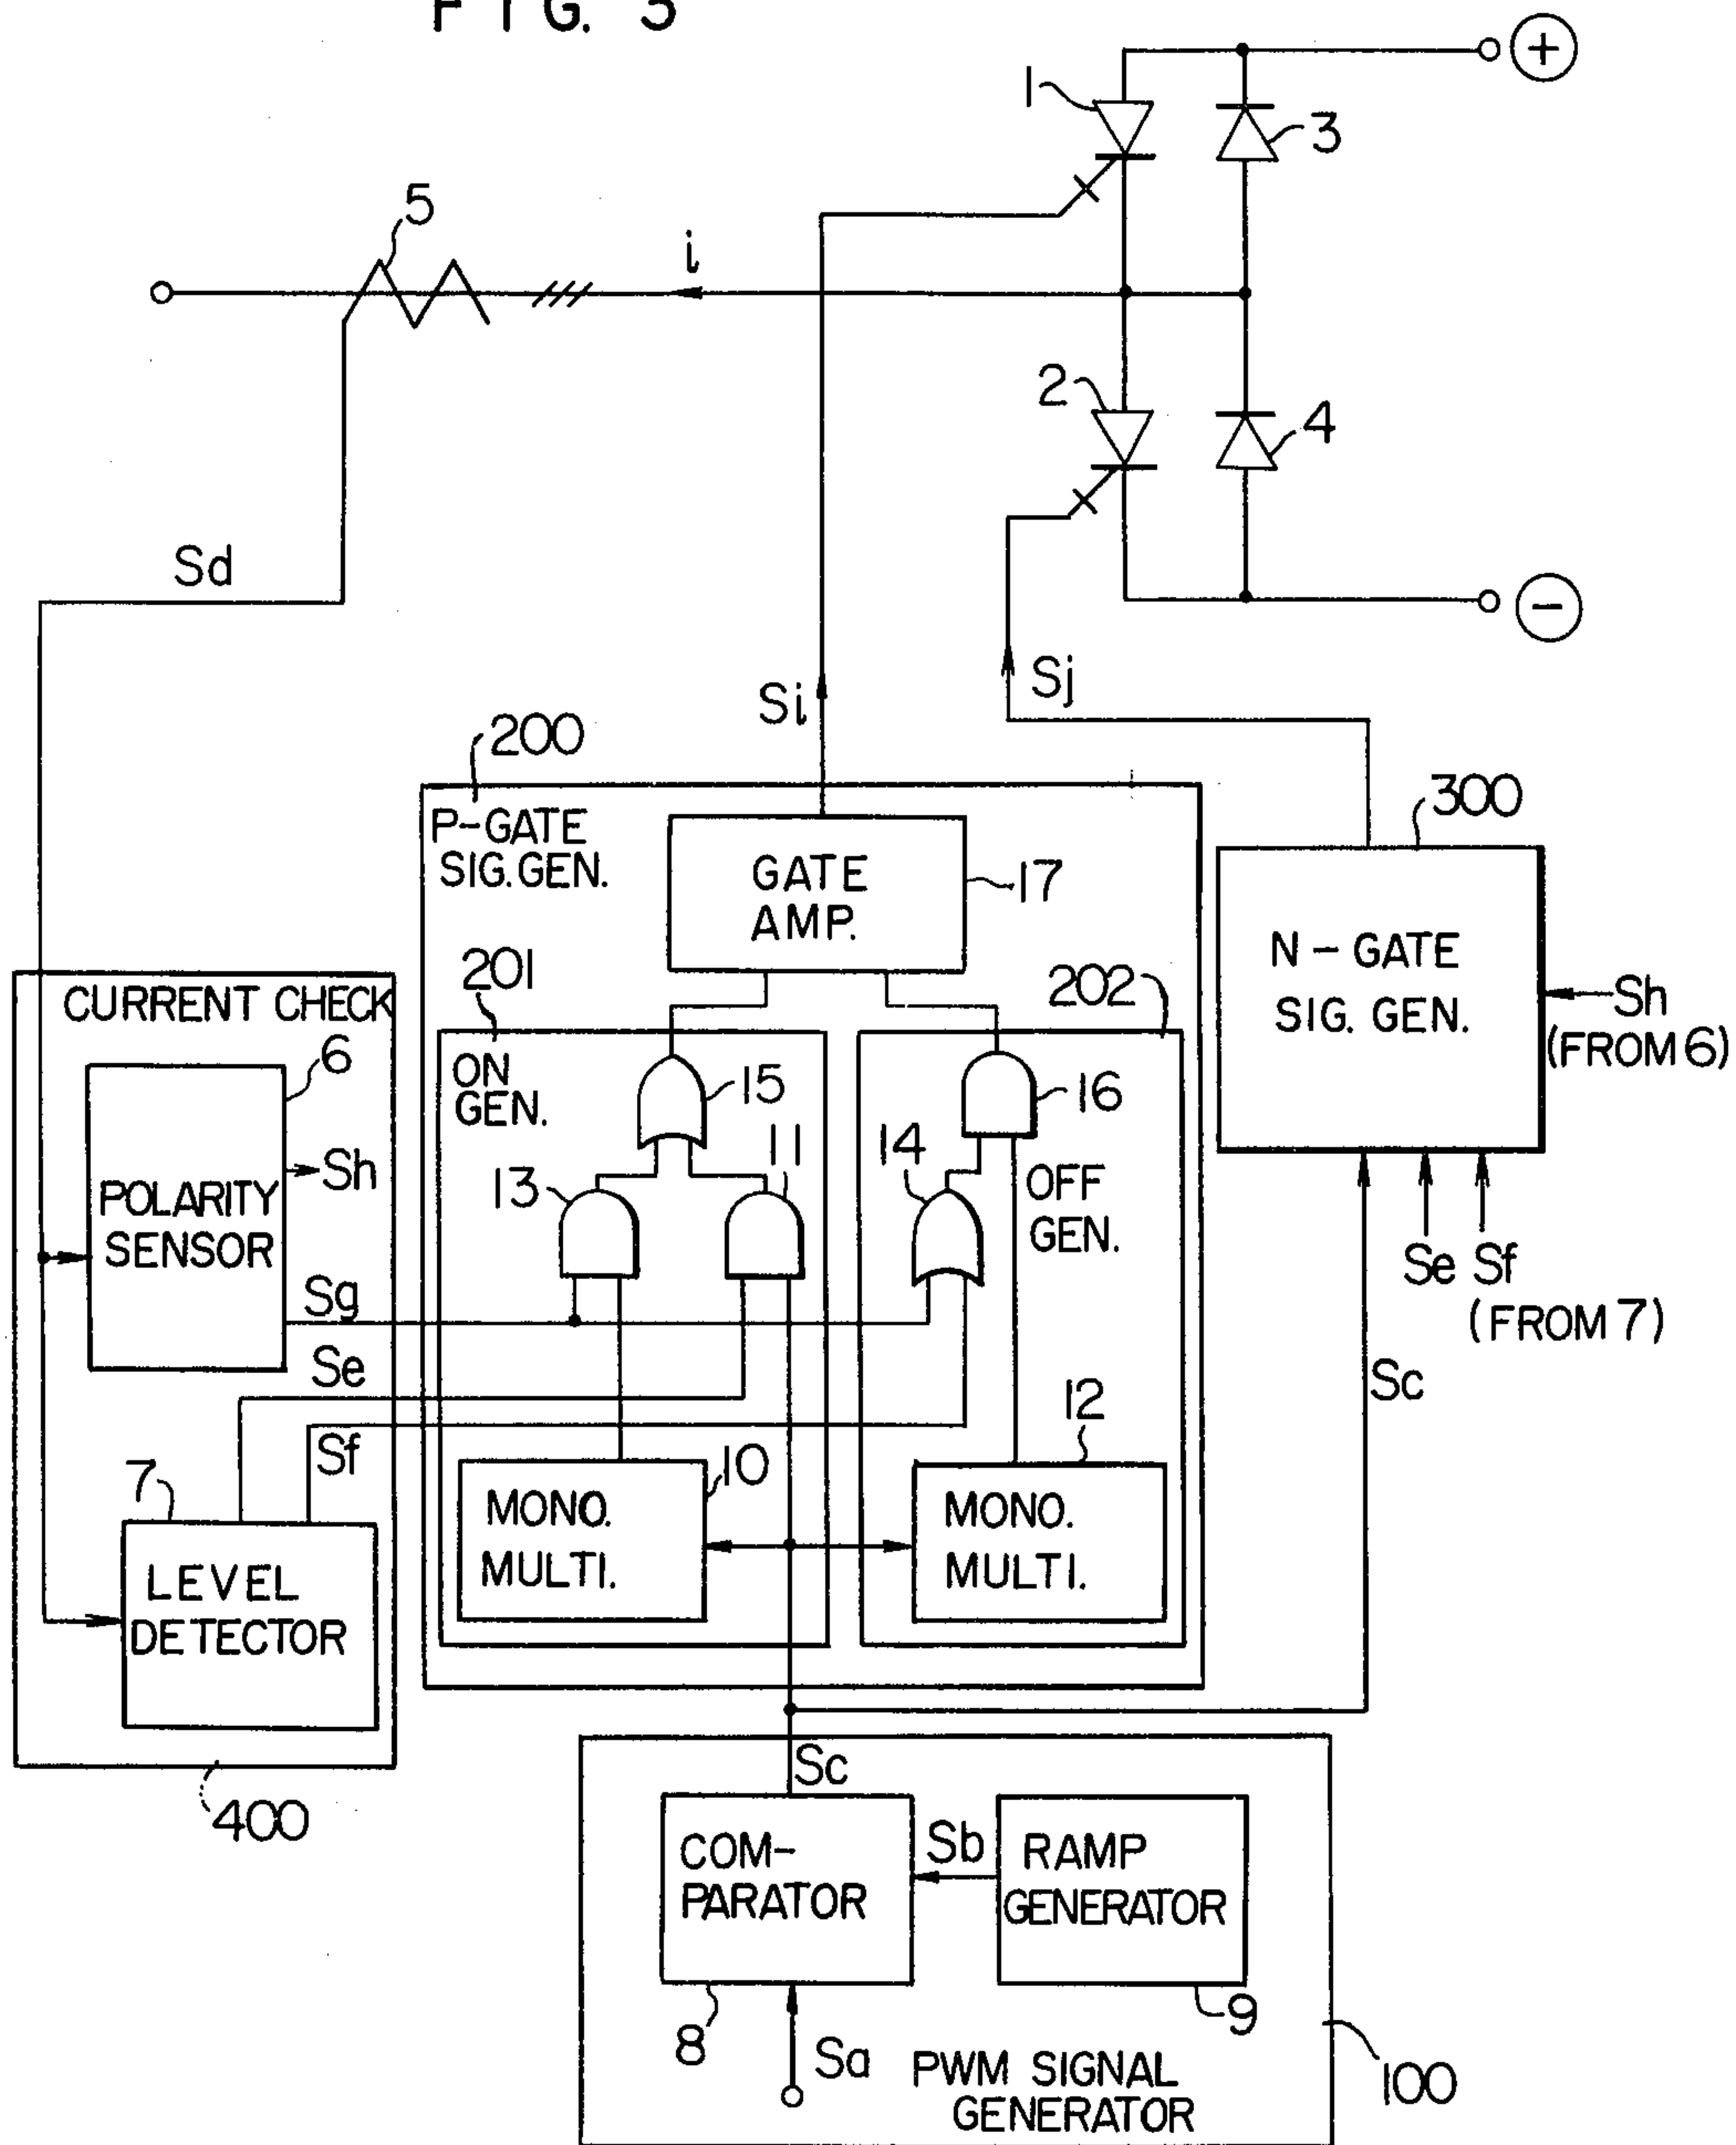 FIG. 3
+
1
3
5
i
2
4
Sd
−
Sj
Si
200
P-GATE
SIG. GEN.
300
GATE
AMP.
17
N-GATE
SIG. GEN.
201
202
CURRENT CHECK
Sh
(FROM 6)
6
ON
GEN.
15
16
Sh
13
11
14
OFF
GEN.
POLARITY
SENSOR
Sg
Se Sf
(FROM 7)
Se
Sc
Sf
12
7
10
MONO.
MULTI.
MONO.
MULTI.
LEVEL
DETECTOR
Sc
400
COM-
PARATOR
Sb
RAMP
GENERATOR
8
9
Sa
PWM SIGNAL
GENERATOR
100